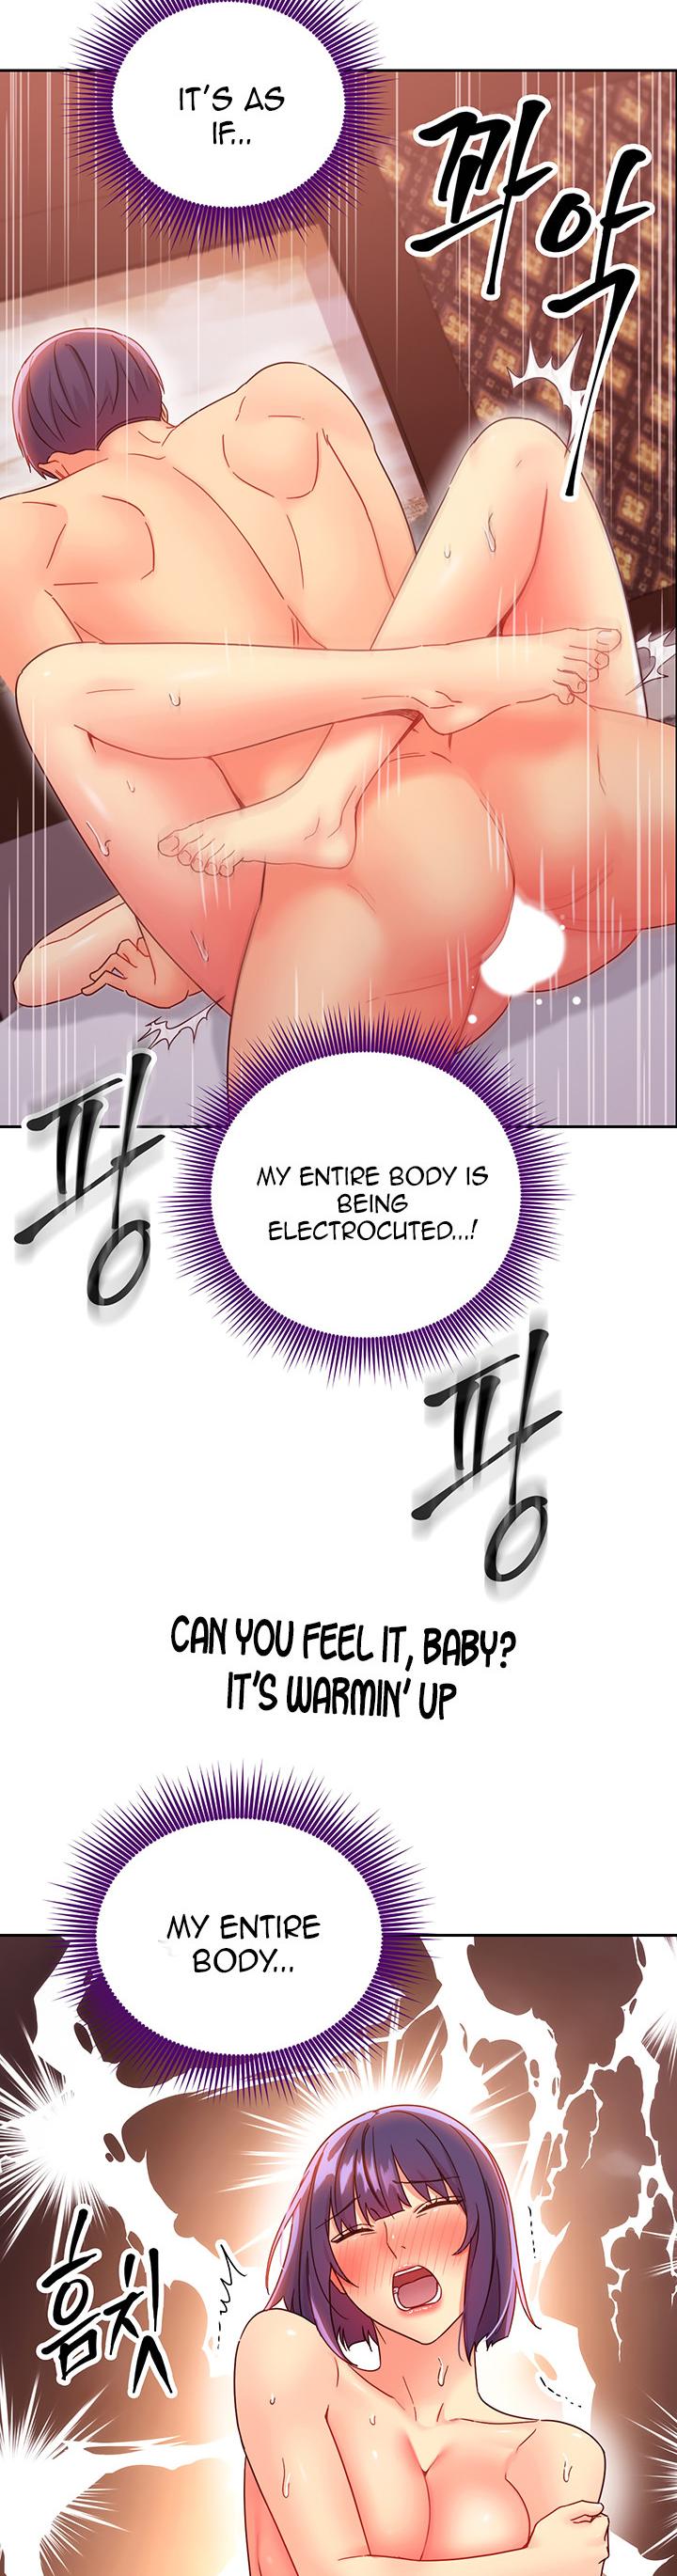 IT'S AS
IF...
꽈악
MY ENTIRE BODY IS
BEING
ELECTROCUTED...!
팡
팡
CAN YOU FEEL IT, BABY?
IT'S WARMIN' UP
MY ENTIRE
BODY...
흠칫